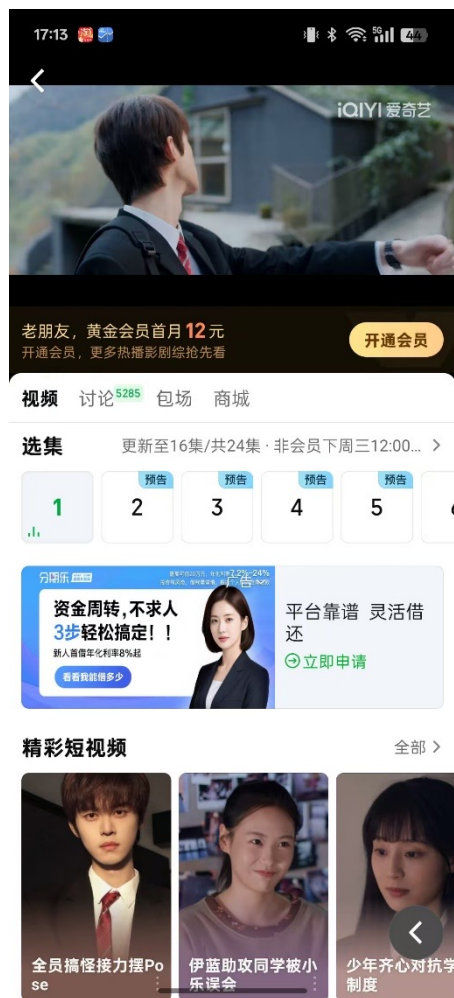 17:13
5G
44
iQIYI 爱奇艺
老朋友，黄金会员首月12元
开通会员，更多热播影剧综抢先看
开通会员
视频 讨论 5285 包场 商城
选集 更新至16集/共24集 · 非会员下周三12:00...
预告 预告 预告 预告
1 2 3 4 5
分期乐
7.2%~24%
广告
资金周转,不求人
3步轻松搞定！！
新人首借年化利率8%起
看看我能借多少
平台靠谱 灵活借
还
立即申请
精彩短视频 全部
全员搞怪接力摆Po
se
伊蓝助攻同学被小
乐误会
少年齐心对抗学
制度